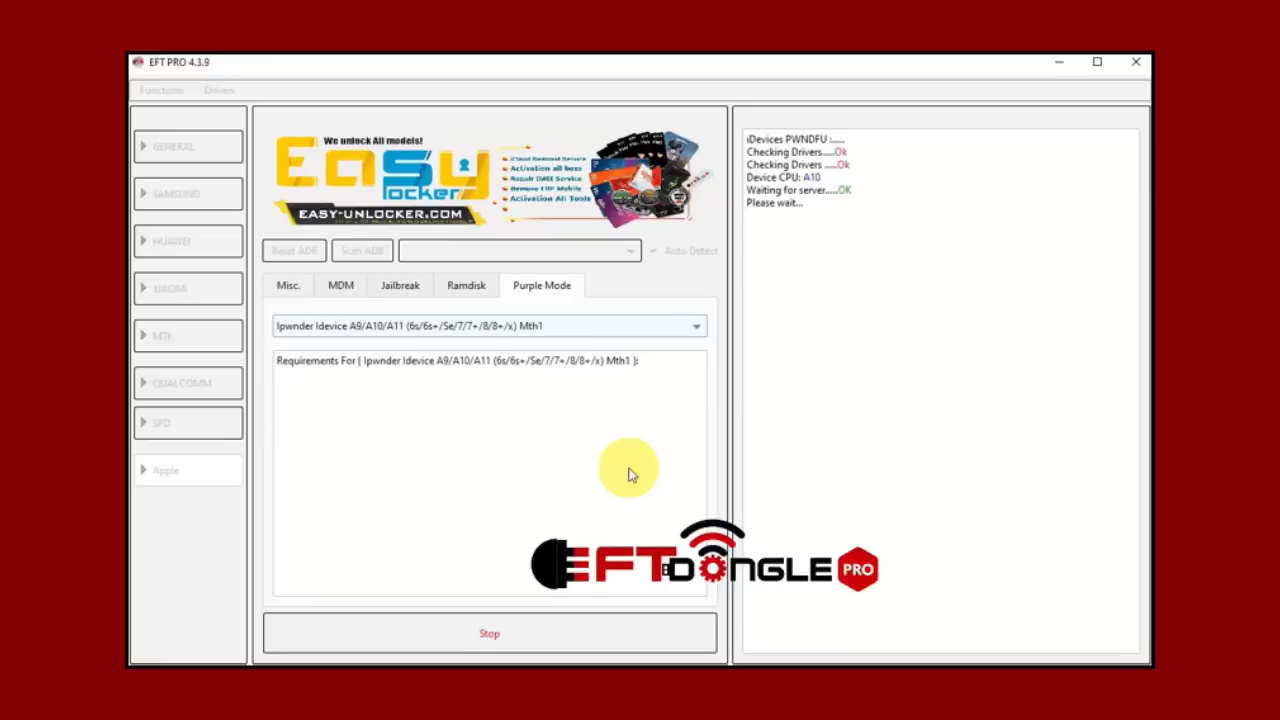 EFT PRO 4.3.9
Functions Drivers
GENERAL
SAMSUNG
HUAWEI
XIAOMI
MTK
QUALCOMM
SPD
Apple
We unlock All models!
Easy
locker
EASY-UNLOCKER.COM
iCloud Removal Service
Activation all boxs
Repair IMEI Service
Remove FRP Mobile
Activation All Tools
Reset ADB Scan ADB Auto Detect
Misc. MDM Jailbreak Ramdisk Purple Mode
Ipwnder Idevice A9/A10/A11 (6s/6s+/Se/7/7+/8/8+/x) Mth1
Requirements For ( Ipwnder Idevice A9/A10/A11 (6s/6s+/Se/7/7+/8/8+/x) Mth1 ):
Stop
iDevices PWNDFU :.....
Checking Drivers.....Ok
Checking Drivers .....Ok
Device CPU: A10
Waiting for server.....OK
Please wait...
EFT DONGLE PRO